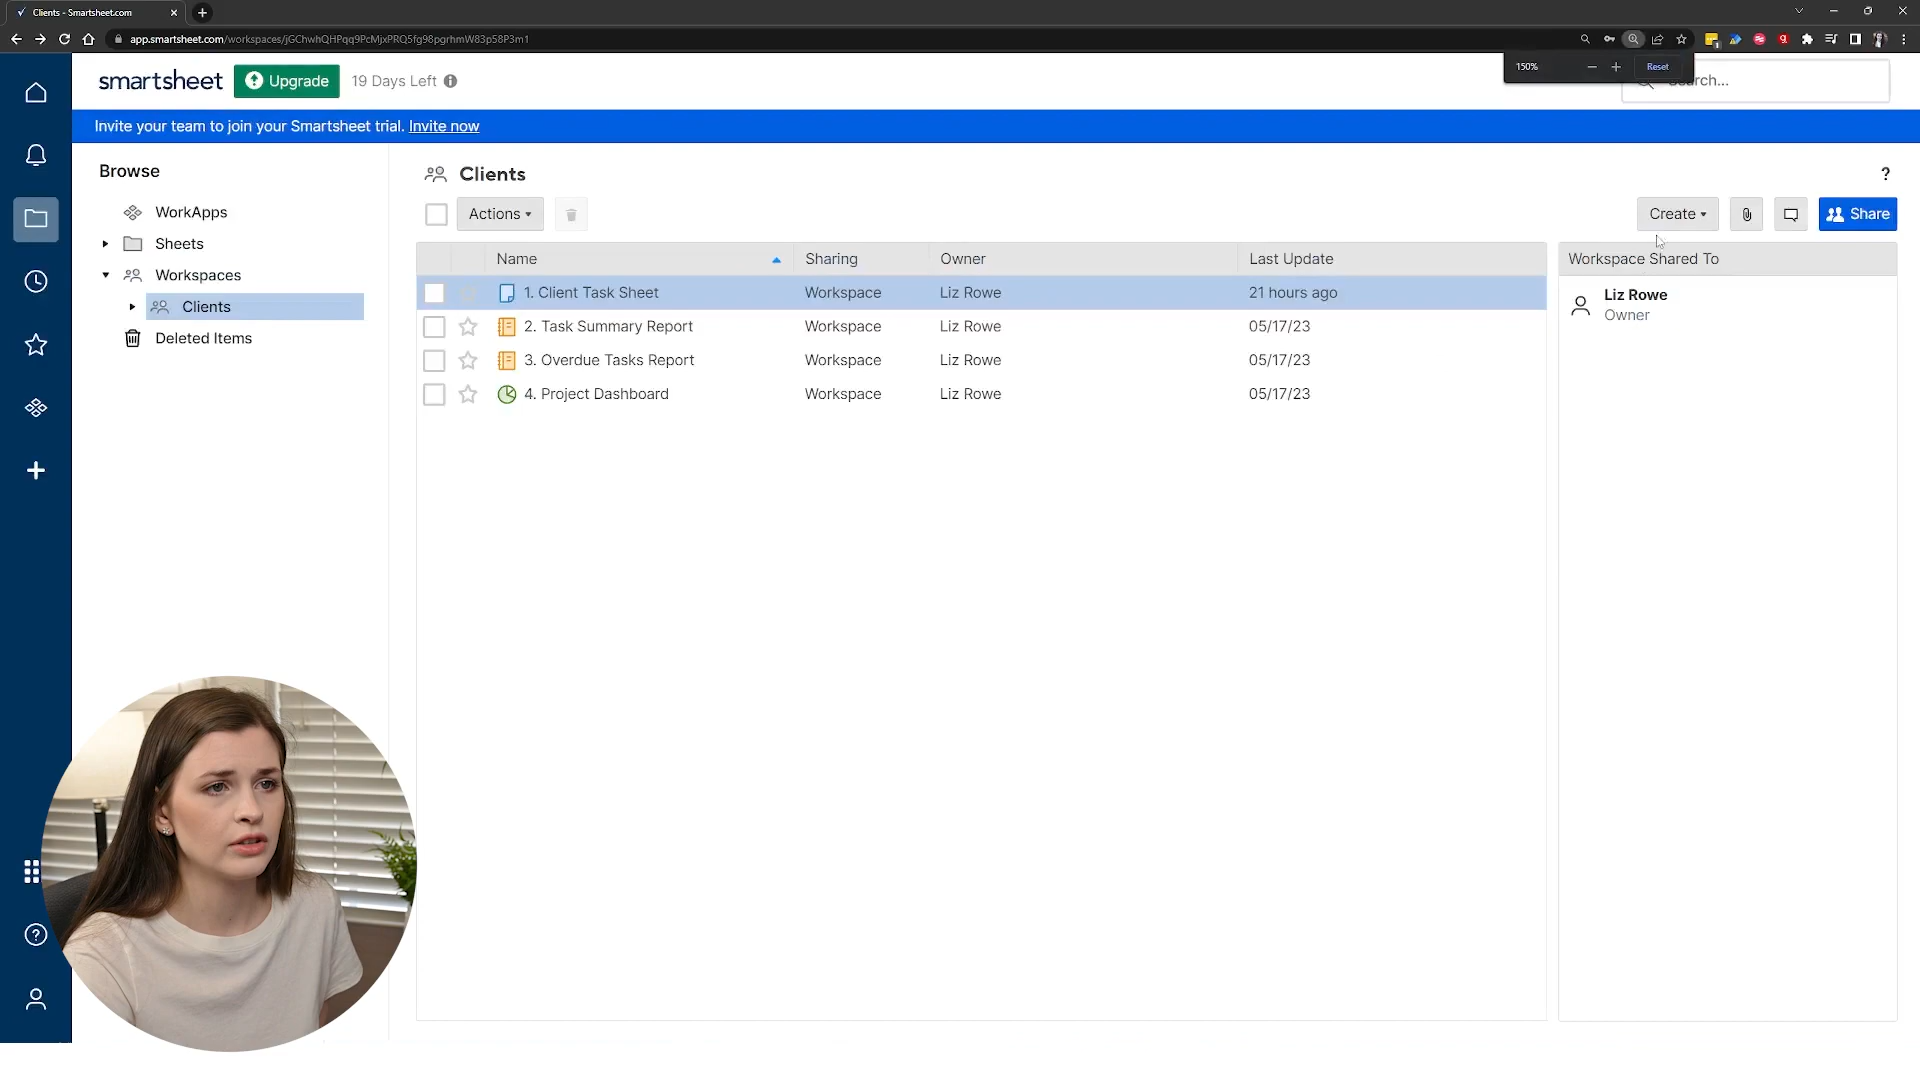 Clients - Smartsheet.com
app.smartsheet.com/workspaces/jGChwhQHPqq9PcMjxPRQ5fg98pgrhmW83p58P3m1
150%
Reset
smartsheet
Upgrade
19 Days Left
Invite your team to join your Smartsheet trial. Invite now
Browse
WorkApps
Sheets
Workspaces
Clients
Deleted Items
Clients
?
Actions
Create
Share
Name Sharing Owner Last Update
1. Client Task Sheet Workspace Liz Rowe 21 hours ago
2. Task Summary Report Workspace Liz Rowe 05/17/23
3. Overdue Tasks Report Workspace Liz Rowe 05/17/23
4. Project Dashboard Workspace Liz Rowe 05/17/23
Workspace Shared To
Liz Rowe
Owner